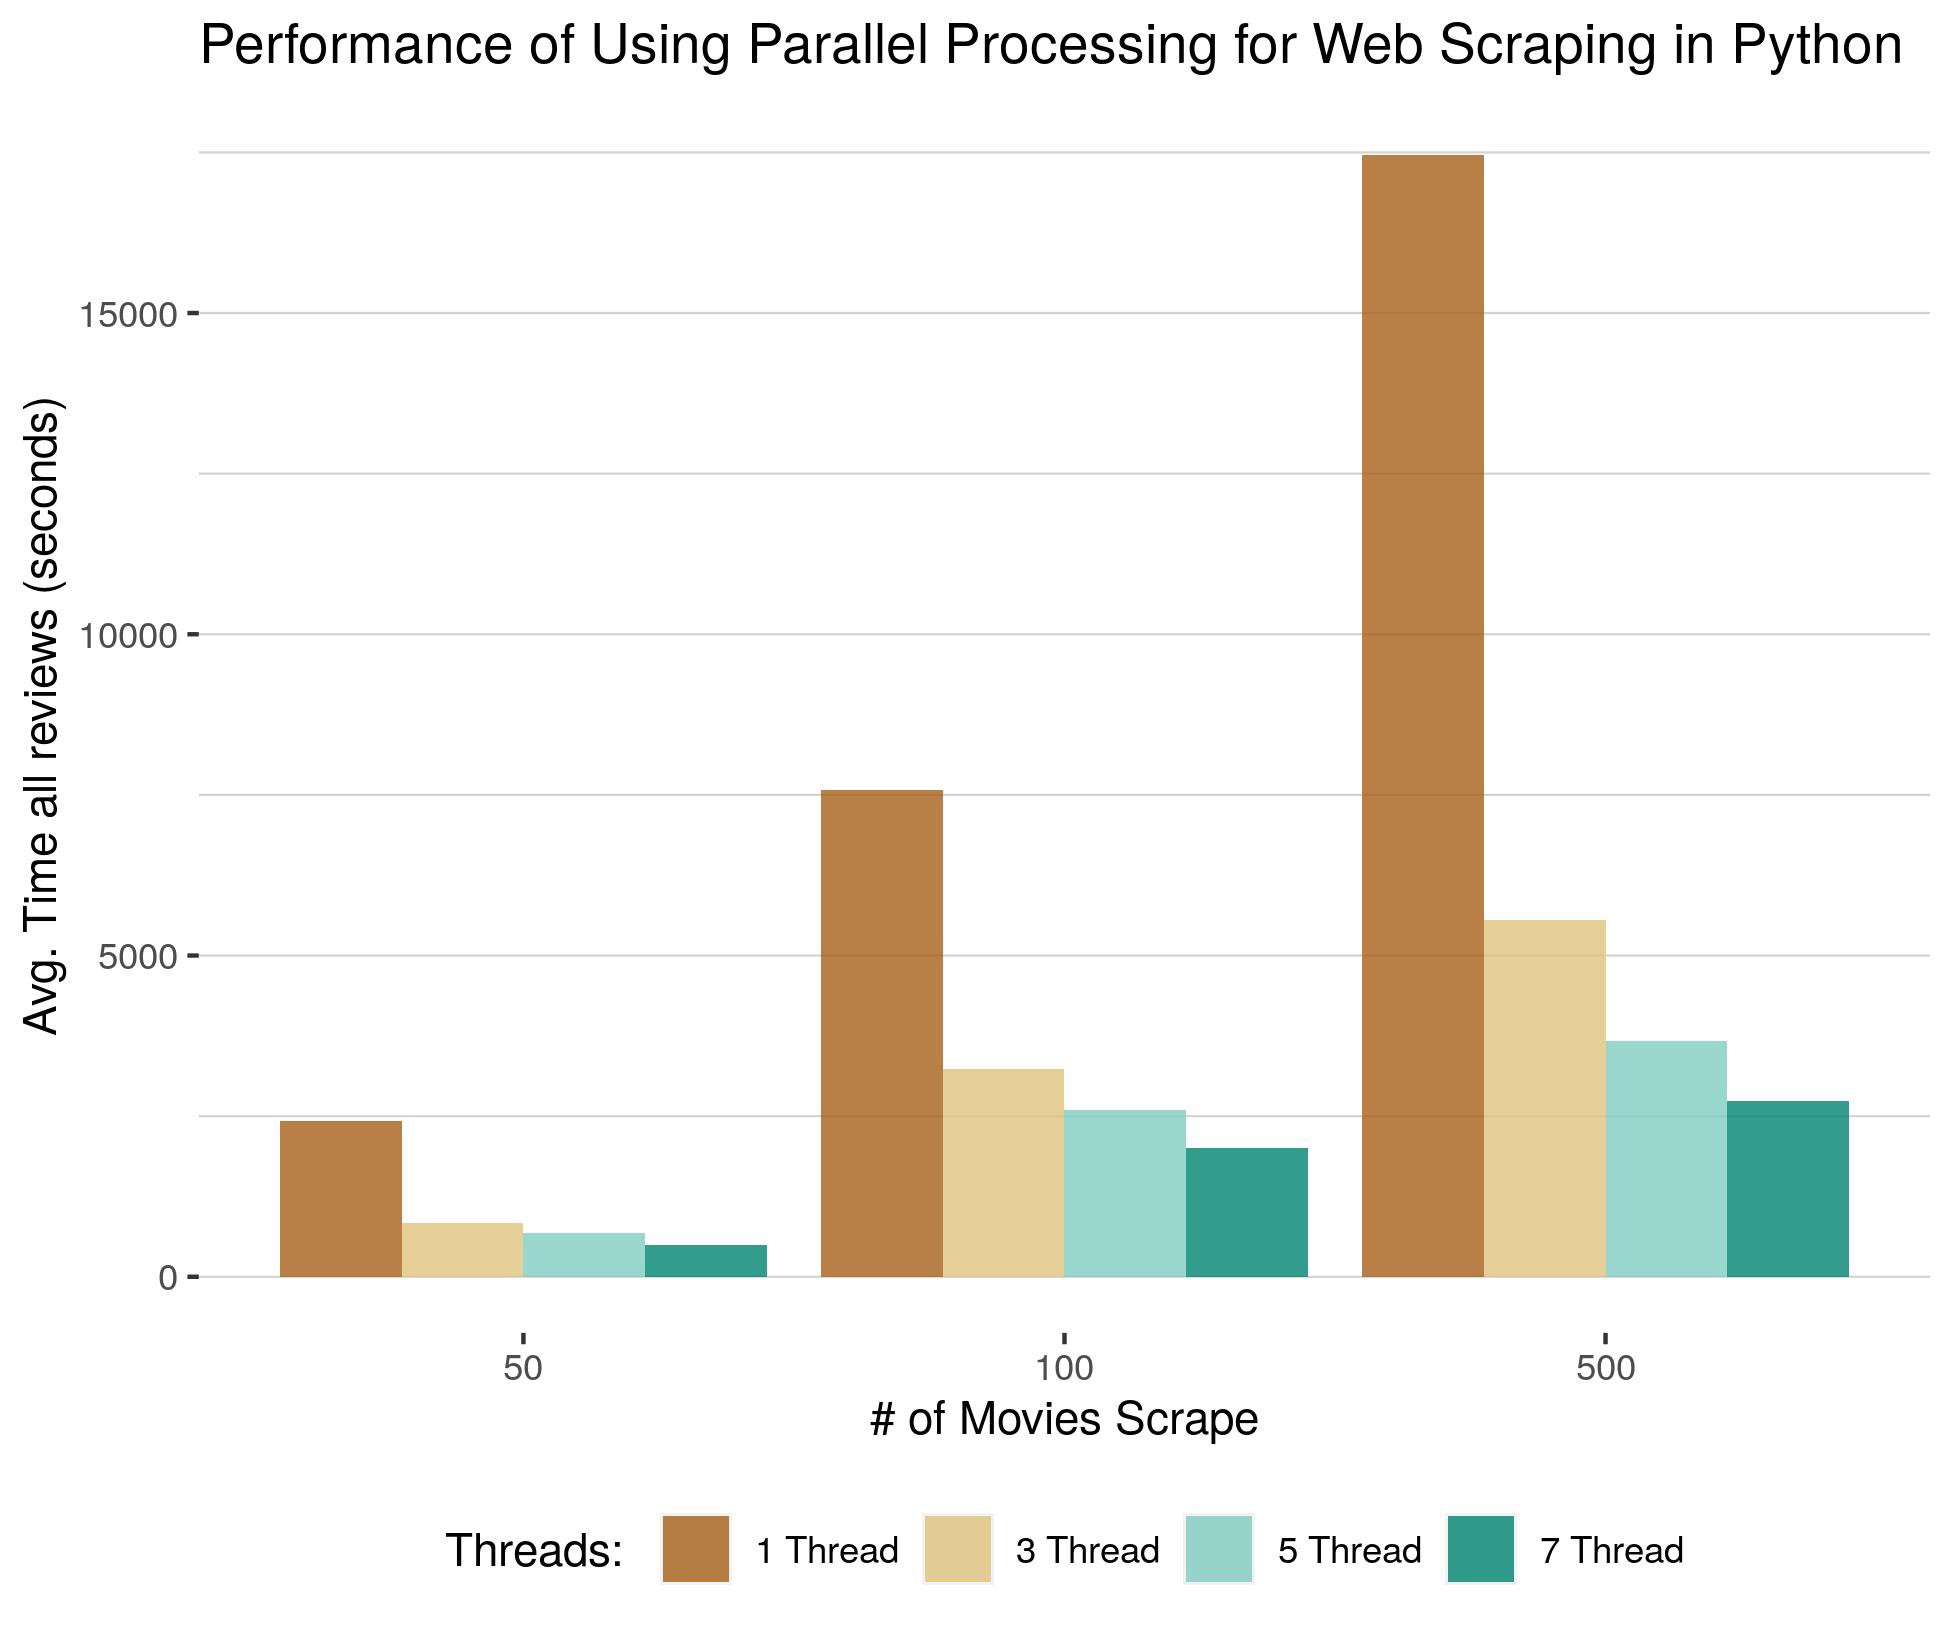 Performance of Using Parallel Processing for Web Scraping in Python
Avg. Time all reviews (seconds)
15000
10000
5000
0
50 100 500
# of Movies Scrape
Threads: 1 Thread 3 Thread 5 Thread 7 Thread